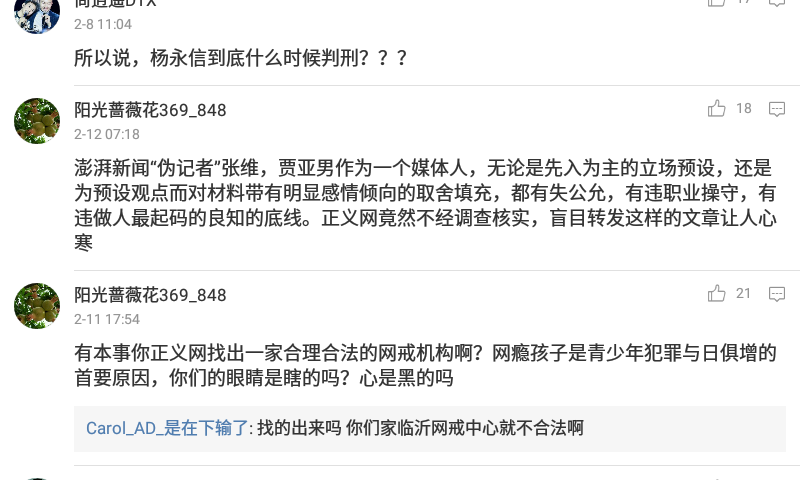 尚逍遥DTX
2-8 11:04
所以说，杨永信到底什么时候判刑？？？
阳光蔷薇花369_848
18
2-12 07:18
澎湃新闻“伪记者”张维，贾亚男作为一个媒体人，无论是先入为主的立场预设，还是
为预设观点而对材料带有明显感情倾向的取舍填充，都有失公允，有违职业操守，有
违做人最起码的良知的底线。正义网竟然不经调查核实，盲目转发这样的文章让人心
寒
阳光蔷薇花369_848
21
2-11 17:54
有本事你正义网找出一家合理合法的网戒机构啊？网瘾孩子是青少年犯罪与日俱增的
首要原因，你们的眼睛是瞎的吗？心是黑的吗
Carol_AD_是在下输了: 找的出来吗 你们家临沂网戒中心就不合法啊